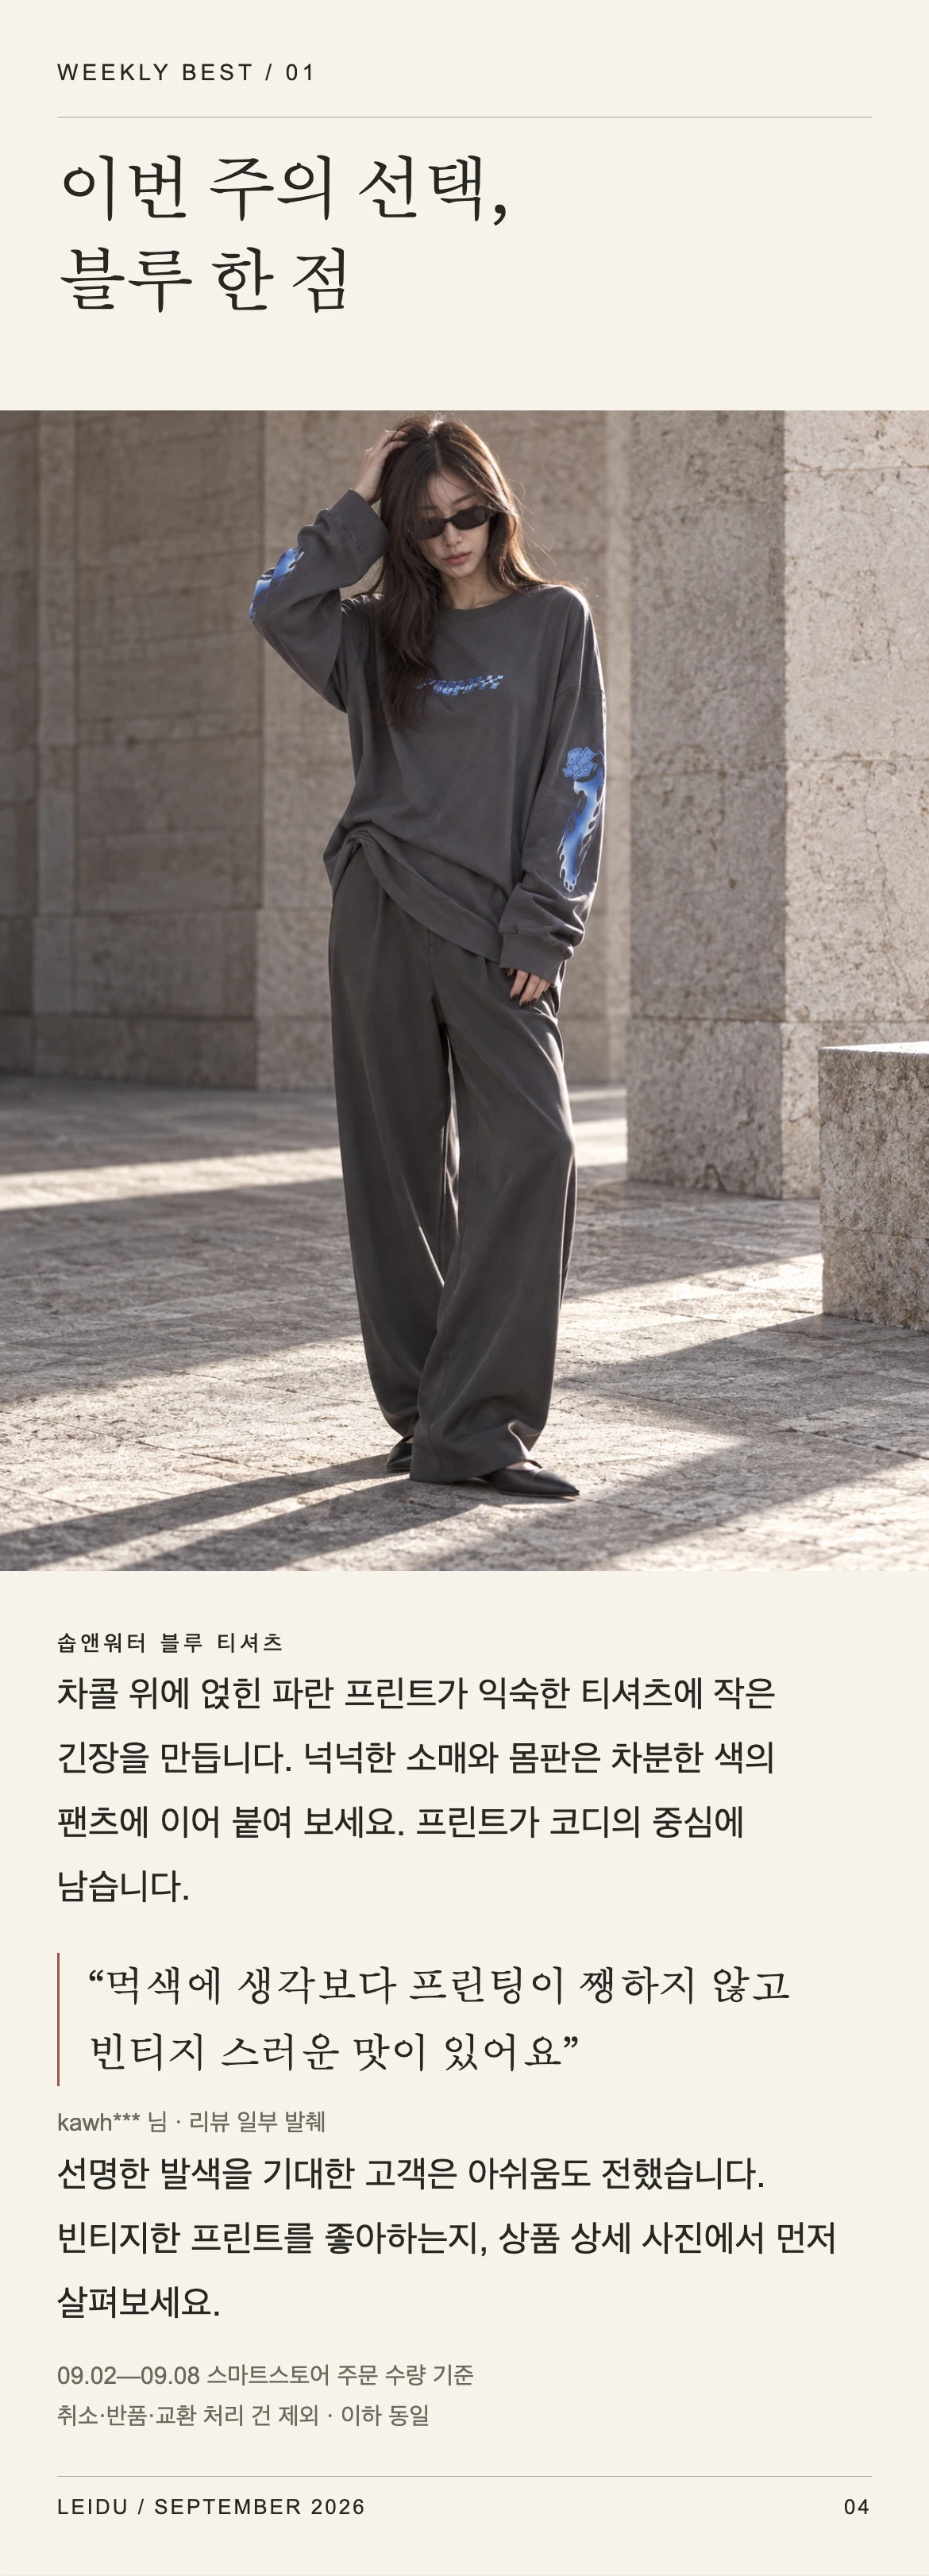 WEEKLY BEST / 01
이번 주의 선택,
블루 한 점
솝앤워터 블루 티셔츠
차콜 위에 얹힌 파란 프린트가 익숙한 티셔츠에 작은
긴장을 만듭니다. 넉넉한 소매와 몸판은 차분한 색의
팬츠에 이어 붙여 보세요. 프린트가 코디의 중심에
남습니다.
“먹색에 생각보다 프린팅이 쨍하지 않고
빈티지 스러운 맛이 있어요”
kawh*** 님 · 리뷰 일부 발췌
선명한 발색을 기대한 고객은 아쉬움도 전했습니다.
빈티지한 프린트를 좋아하는지, 상품 상세 사진에서 먼저
살펴보세요.
09.02—09.08 스마트스토어 주문 수량 기준
취소·반품·교환 처리 건 제외 · 이하 동일
LEIDU / SEPTEMBER 2026
04